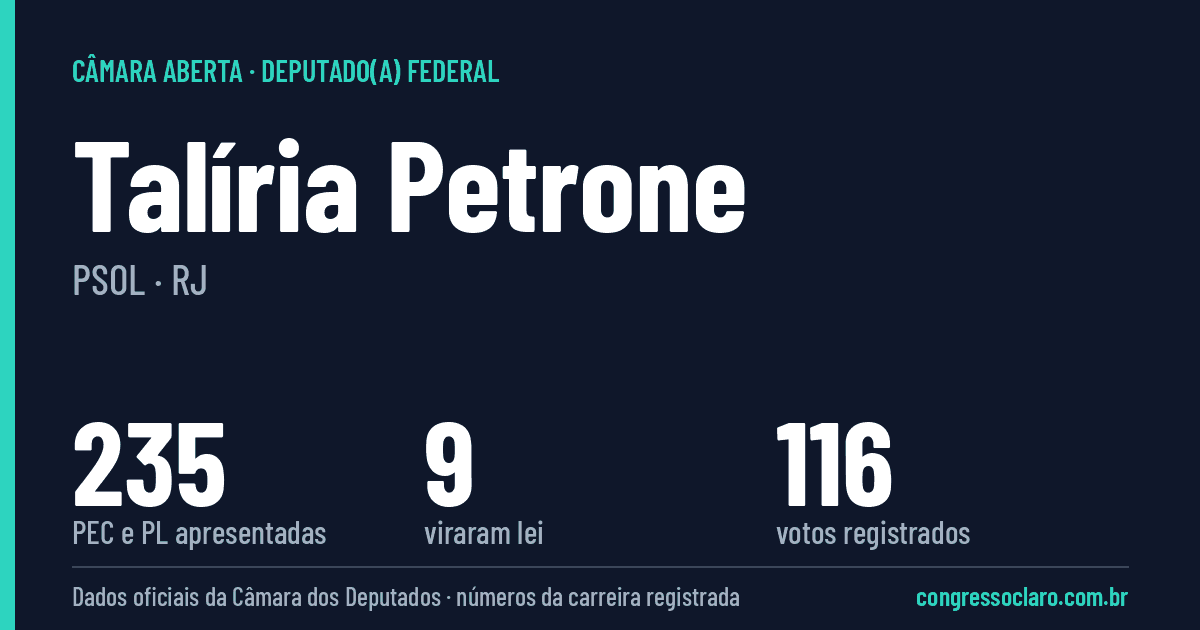 CÂMARA ABERTA · DEPUTADO(A) FEDERAL
Talíria Petrone
PSOL · RJ
235 9 116
PEC e PL apresentadas viraram lei votos registrados
Dados oficiais da Câmara dos Deputados · números da carreira registrada congressoclaro.com.br